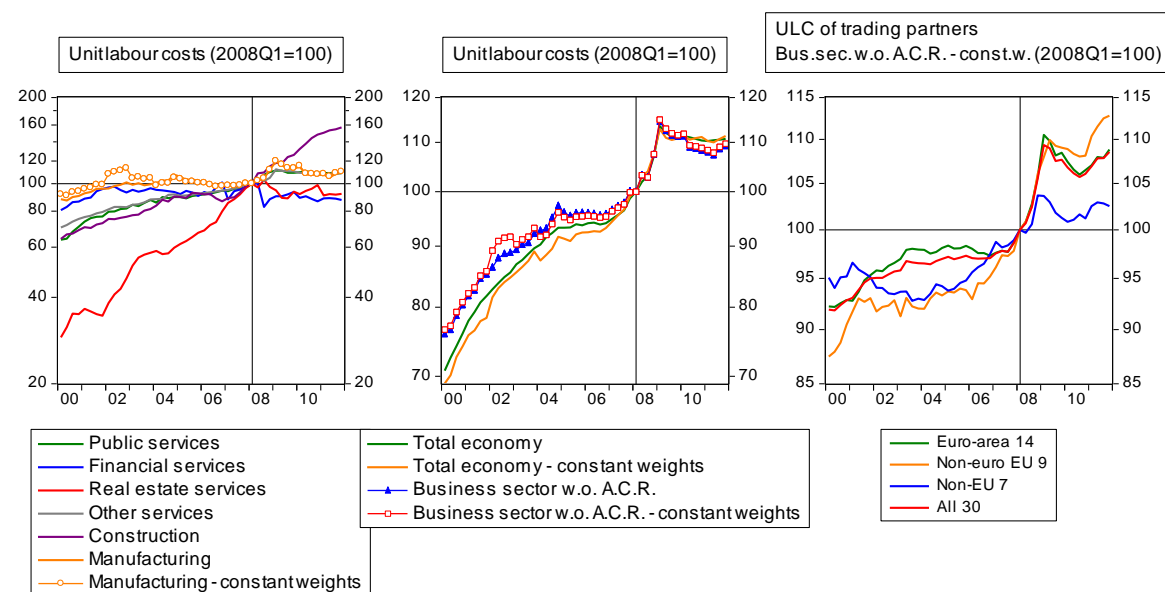 Unit labour costs (2008Q1=100)
200 200
160 160
120 120
100 100
80 80
60 60
40 40
20 20
00 02 04 06 08 10
Public services
Financial services
Real estate services
Other services
Construction
Manufacturing
Manufacturing - constant weights
Unit labour costs (2008Q1=100)
120 120
110 110
100 100
90 90
80 80
70 70
00 02 04 06 08 10
Total economy
Total economy - constant weights
Business sector w.o. A.C.R.
Business sector w.o. A.C.R. - constant weights
ULC of trading partners
Bus.sec. w.o. A.C.R. - const.w. (2008Q1=100)
115 115
110 110
105 105
100 100
95 95
90 90
85 85
00 02 04 06 08 10
Euro-area 14
Non-euro EU 9
Non-EU 7
All 30